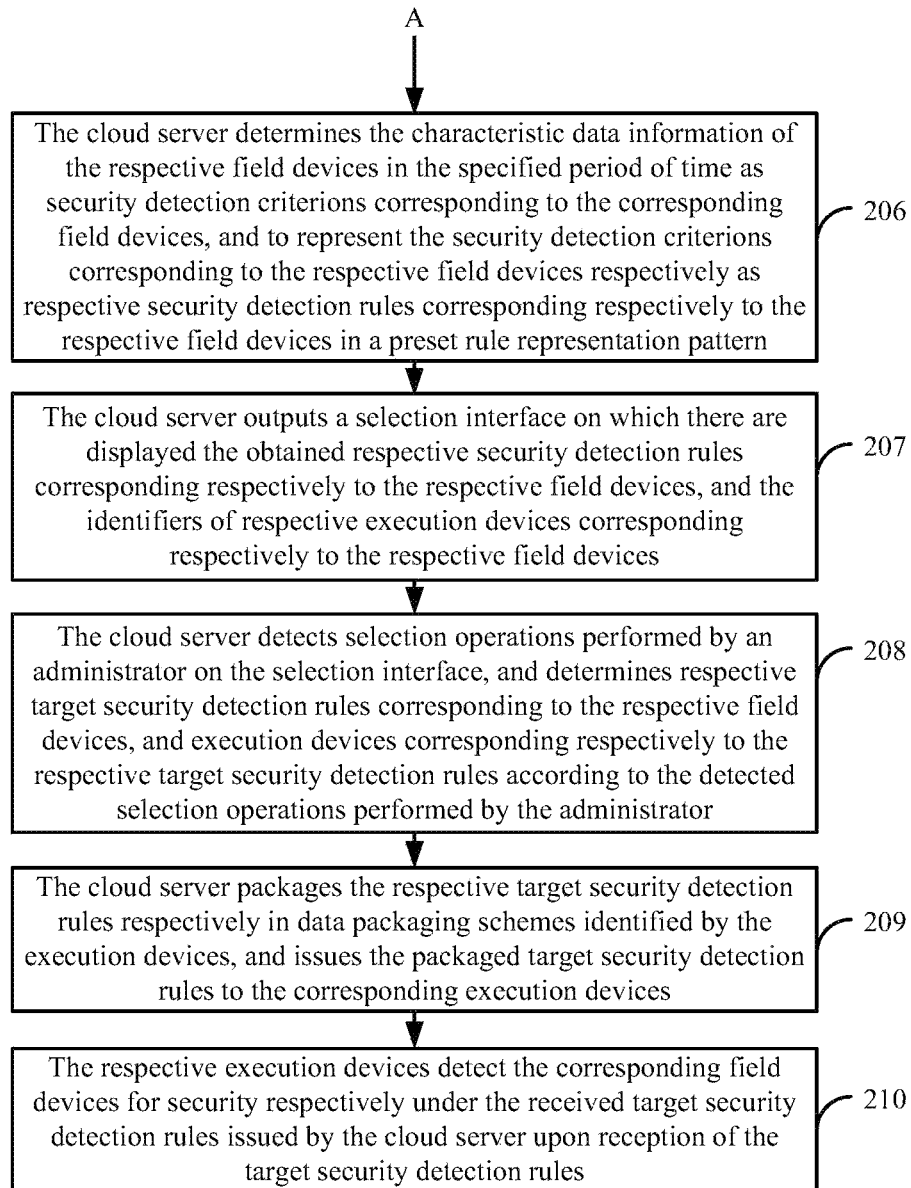 A
The cloud server determines the characteristic data information of
the respective field devices in the specified period of time as
security detection criterions corresponding to the corresponding
field devices, and to represent the security detection criterions
corresponding to the respective field devices respectively as
respective security detection rules corresponding respectively to the
respective field devices in a preset rule representation pattern
206
The cloud server outputs a selection interface on which there are
displayed the obtained respective security detection rules
corresponding respectively to the respective field devices, and the
identifiers of respective execution devices corresponding
respectively to the respective field devices
207
The cloud server detects selection operations performed by an
administrator on the selection interface, and determines respective
target security detection rules corresponding to the respective field
devices, and execution devices corresponding respectively to the
respective target security detection rules according to the detected
selection operations performed by the administrator
208
The cloud server packages the respective target security detection
rules respectively in data packaging schemes identified by the
execution devices, and issues the packaged target security detection
rules to the corresponding execution devices
209
The respective execution devices detect the corresponding field
devices for security respectively under the received target security
detection rules issued by the cloud server upon reception of the
target security detection rules
210